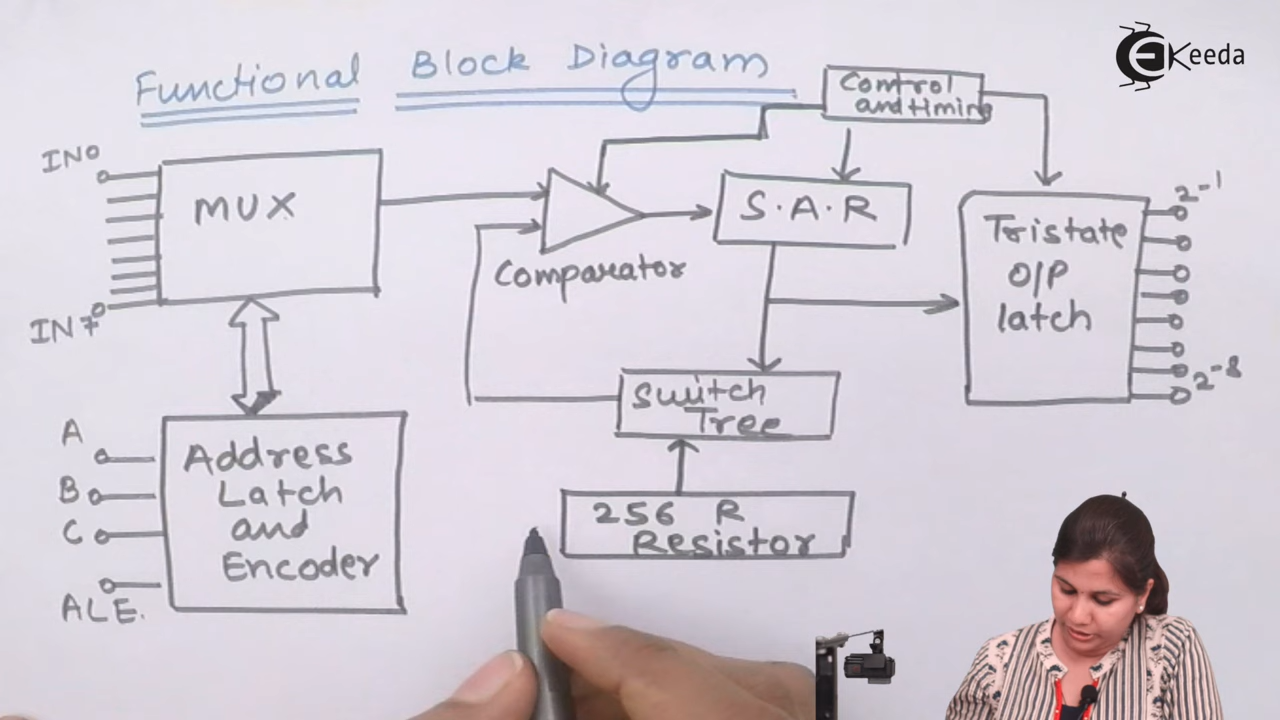 Functional Block Diagram
EKeeda
Control
and timing
IN0
MUX
IN7
Comparator
S.A.R
Tristate
O/P
latch
2-1
2-8
Switch
Tree
256 R
Resistor
A
B
C
ALE.
Address
Latch
and
Encoder